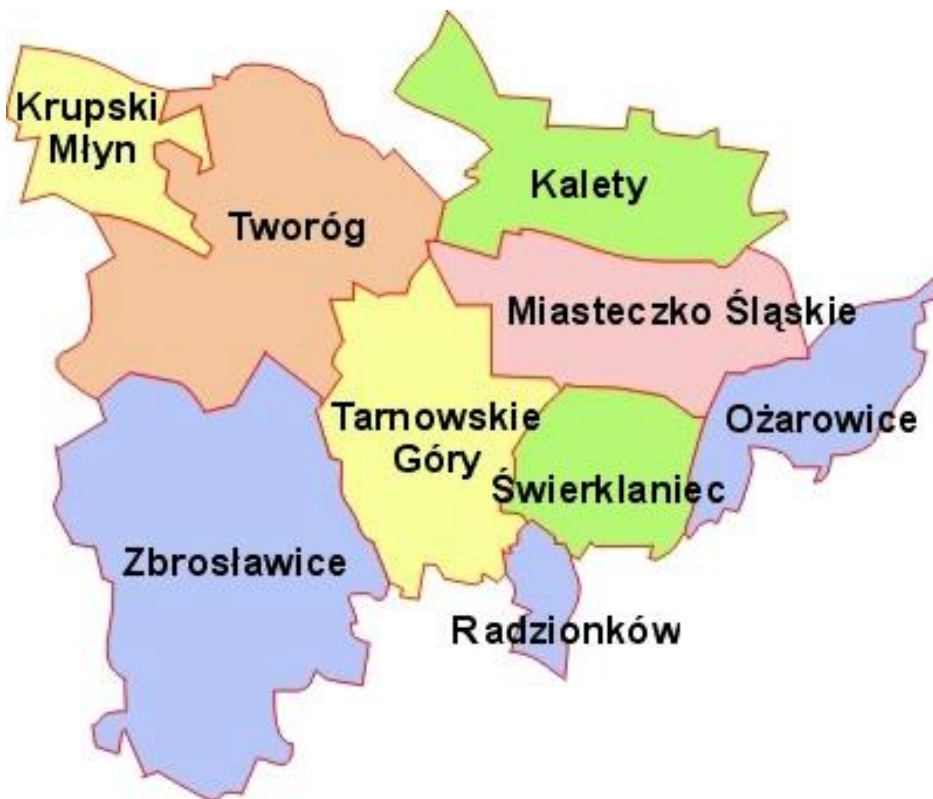 Krupski
Młyn
Kalety
Tworóg
Miasteczko Śląskie
Tarnowskie
Góry
Ożarowice
Świerklaniec
Zbrosławice
Radzionków